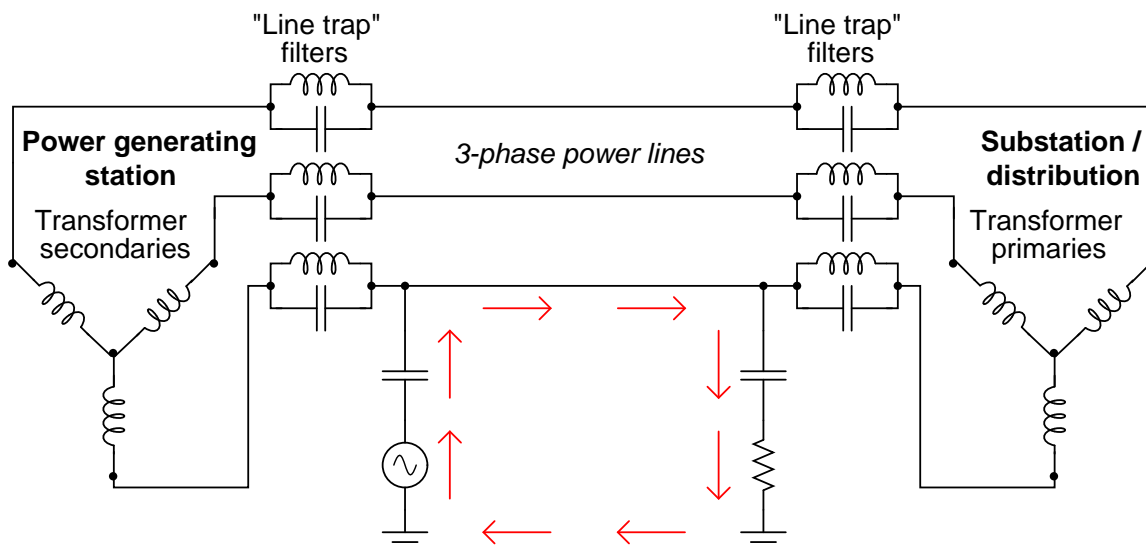 "Line trap"
filters
"Line trap"
filters
Power generating
station
3-phase power lines
Substation /
distribution
Transformer
secondaries
Transformer
primaries